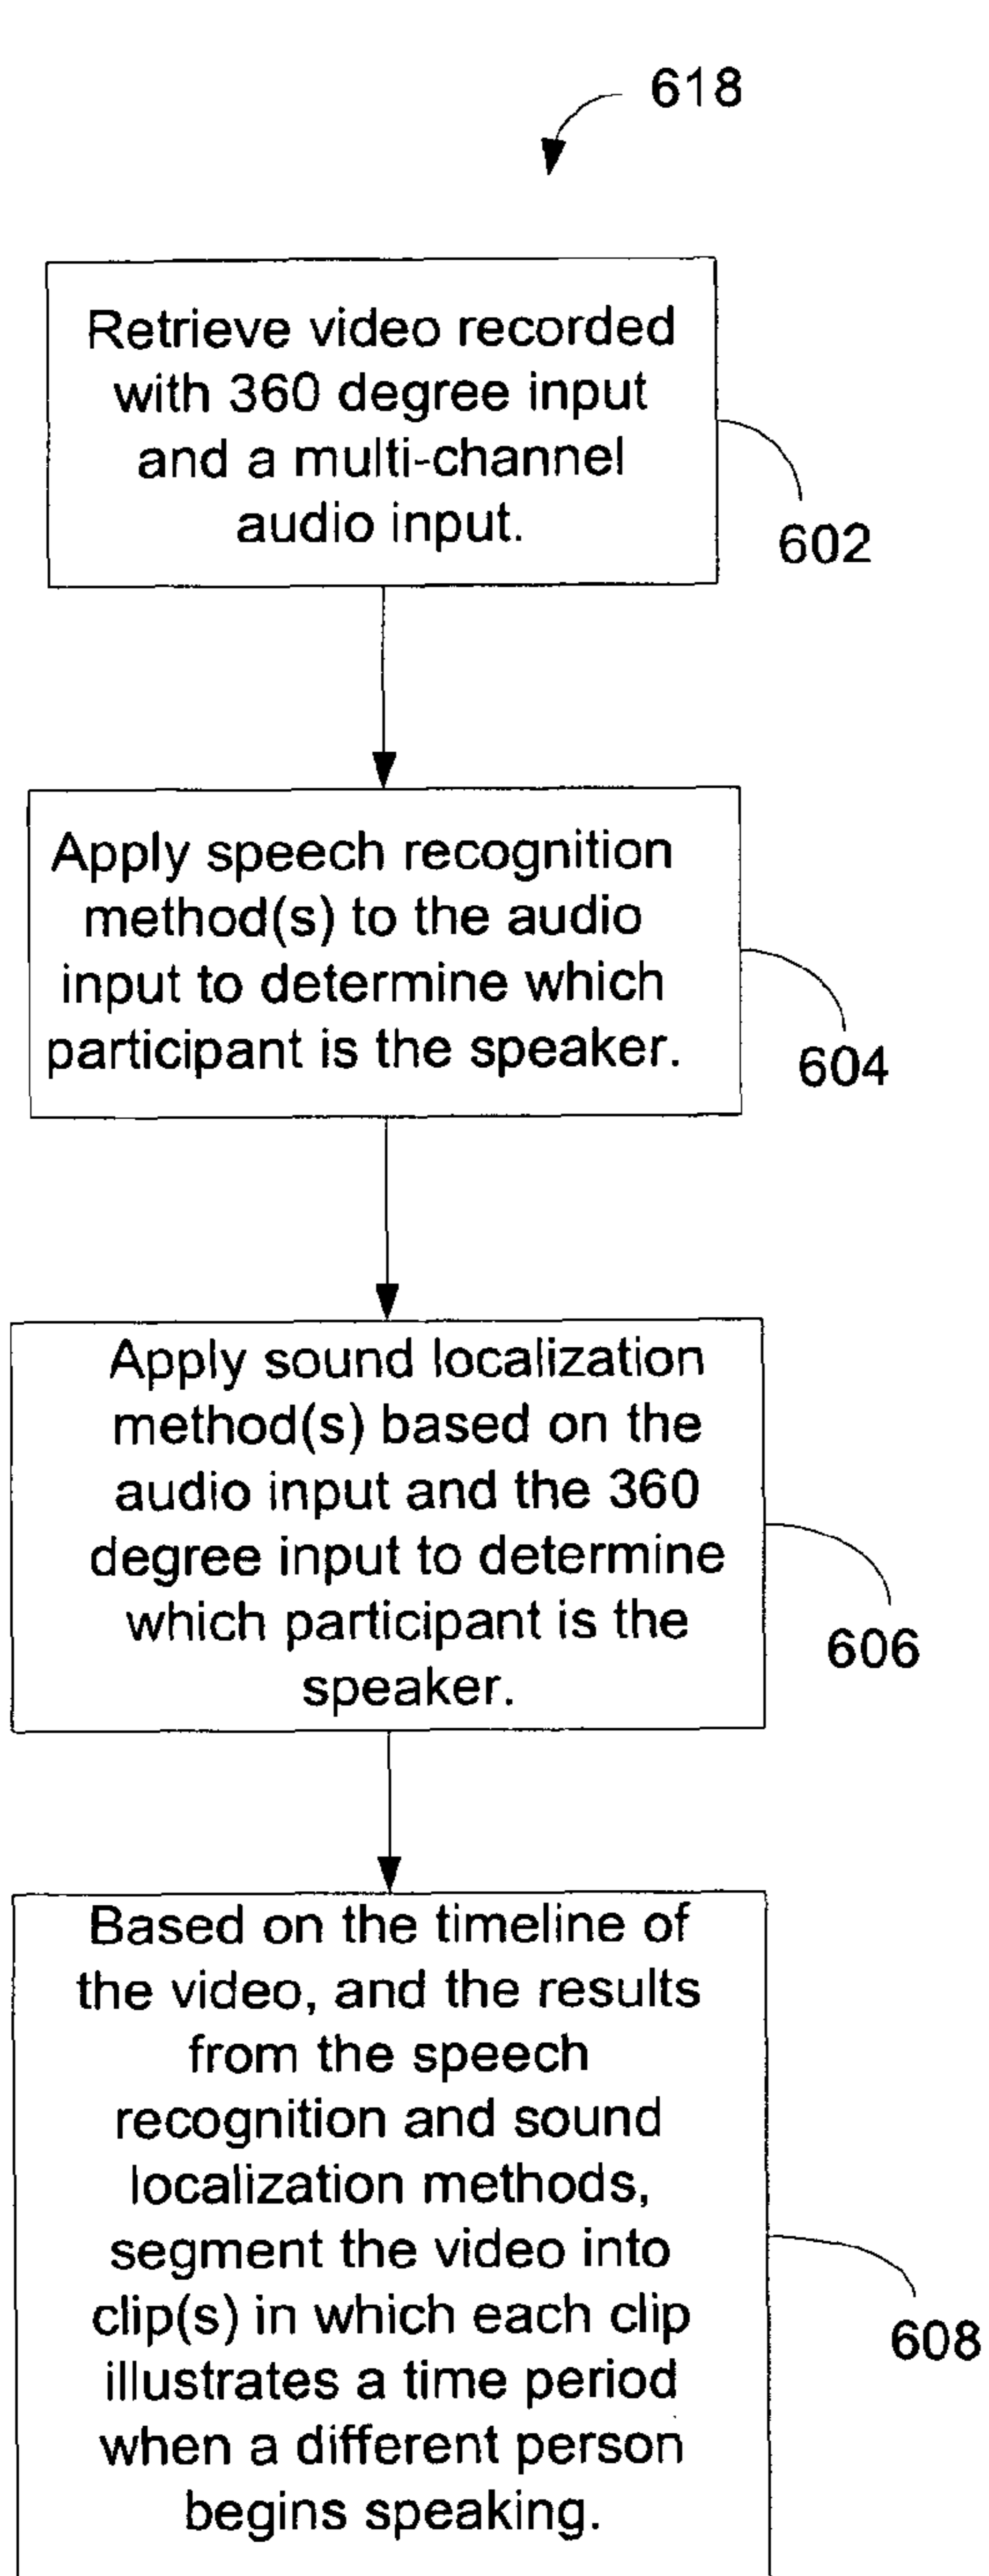 618
Retrieve video recorded
with 360 degree input
and a multi-channel
audio input.
602
Apply speech recognition
method(s) to the audio
input to determine which
participant is the speaker.
604
Apply sound localization
method(s) based on the
audio input and the 360
degree input to determine
which participant is the
speaker.
606
Based on the timeline of
the video, and the results
from the speech
recognition and sound
localization methods,
segment the video into
clip(s) in which each clip
illustrates a time period
when a different person
begins speaking.
608